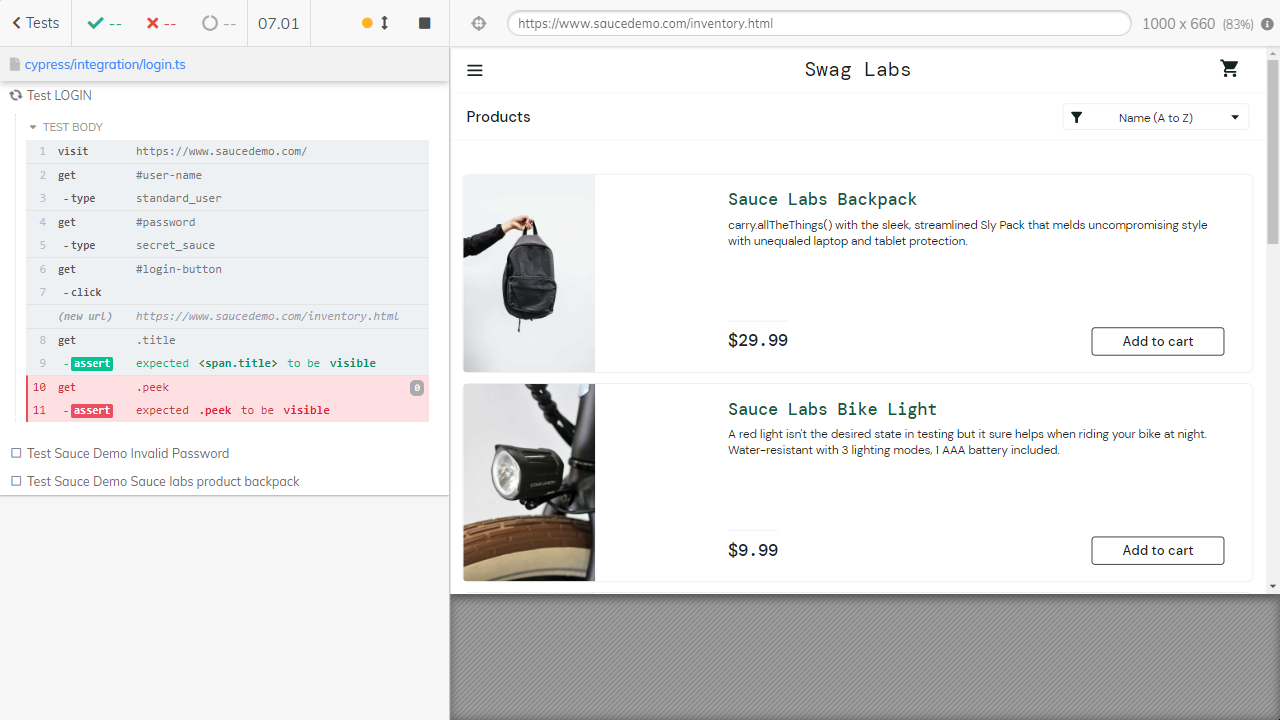 Tests
--
--
--
07.01
https://www.saucedemo.com/inventory.html
1000 x 660 (83%)
cypress/integration/login.ts
Test LOGIN
TEST BODY
1 visit https://www.saucedemo.com/
2 get #user-name
3 -type standard_user
4 get #password
5 -type secret_sauce
6 get #login-button
7 -click
(new url) https://www.saucedemo.com/inventory.html
8 get .title
9 -assert expected <span.title> to be visible
10 get .peek 0
11 -assert expected .peek to be visible
Test Sauce Demo Invalid Password
Test Sauce Demo Sauce labs product backpack
Swag Labs
Products
Name (A to Z)
Sauce Labs Backpack
carry.allTheThings() with the sleek, streamlined Sly Pack that melds uncompromising style
with unequaled laptop and tablet protection.
$29.99
Add to cart
Sauce Labs Bike Light
A red light isn't the desired state in testing but it sure helps when riding your bike at night.
Water-resistant with 3 lighting modes, 1 AAA battery included.
$9.99
Add to cart